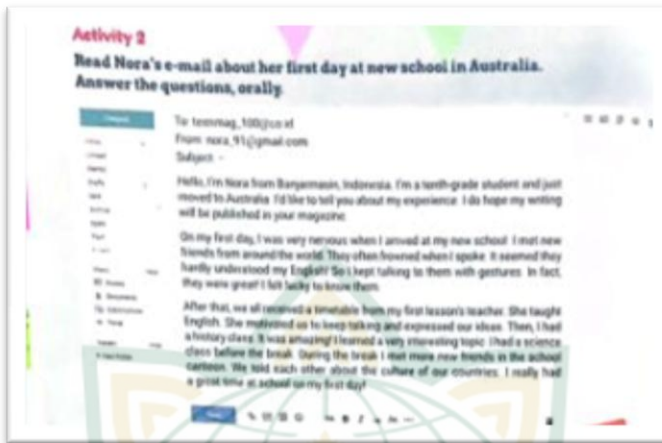 Activity 2
Read Nora's e-mail about her first day at new school in Australia.
Answer the questions, orally.
To: teenmag_100@co.id
From: nora_91@gmail.com
Subject: -
Hello, I'm Nora from Banjarmasin, Indonesia. I'm a tenth-grade student and just
moved to Australia. I'd like to tell you about my experience. I do hope my writing
will be published in your magazine.
On my first day, I was very nervous when I arrived at my new school. I met new
friends from around the world. They often frowned when I spoke. It seemed they
hardly understood my English! So I kept talking to them with gestures. In fact,
they were great! I felt lucky to know them.
After that, we all received a timetable from my first lesson's teacher. She taught
English. She motivated us to keep talking and expressed our ideas. Then, I had
a history class. It was amazing! I learned a very interesting topic. I had a science
class before the break. During the break I met more new friends in the school
canteen. We told each other about the culture of our countries. I really had
a great time at school on my first day!